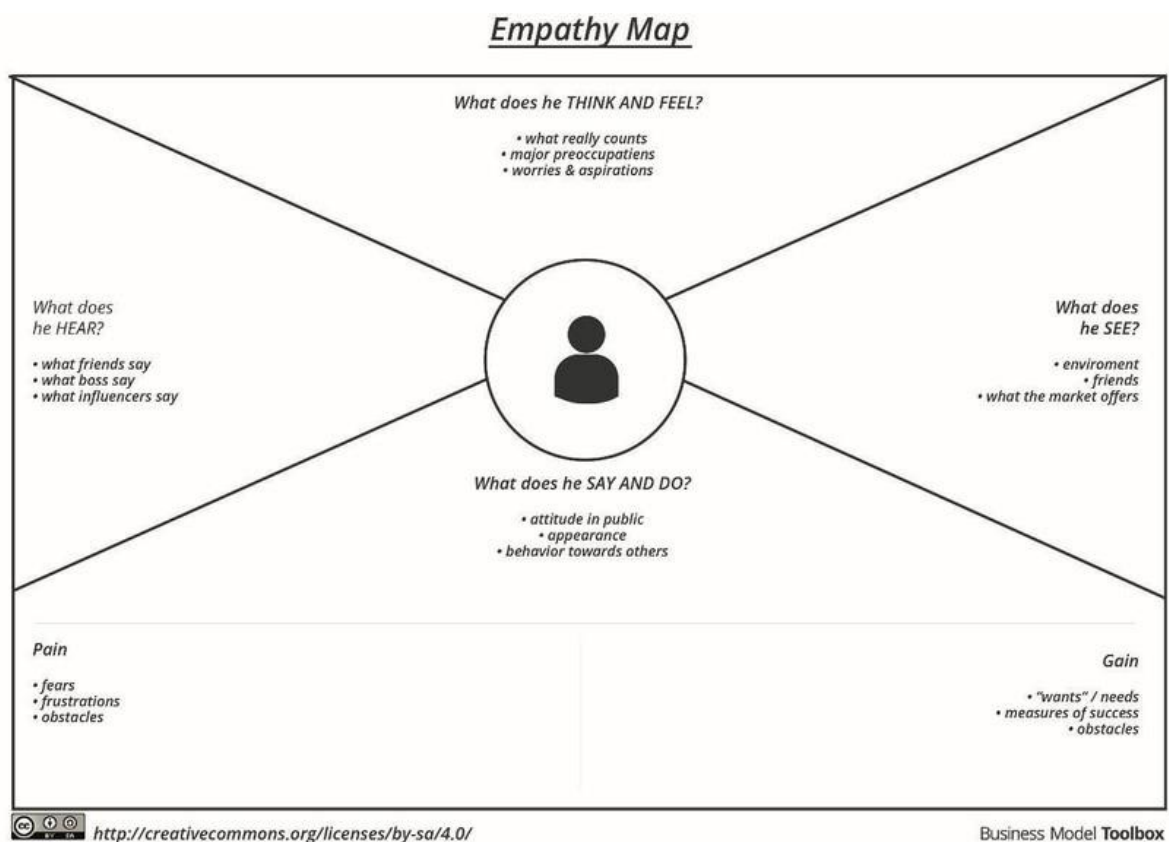 Empathy Map
What does he THINK AND FEEL?
• what really counts
• major preoccupatiens
• worries & aspirations
What does
he HEAR?
• what friends say
• what boss say
• what influencers say
What does
he SEE?
• enviroment
• friends
• what the market offers
What does he SAY AND DO?
• attitude in public
• appearance
• behavior towards others
Pain
• fears
• frustrations
• obstacles
Gain
• "wants" / needs
• measures of success
• obstacles
cc BY SA http://creativecommons.org/licenses/by-sa/4.0/
Business Model Toolbox